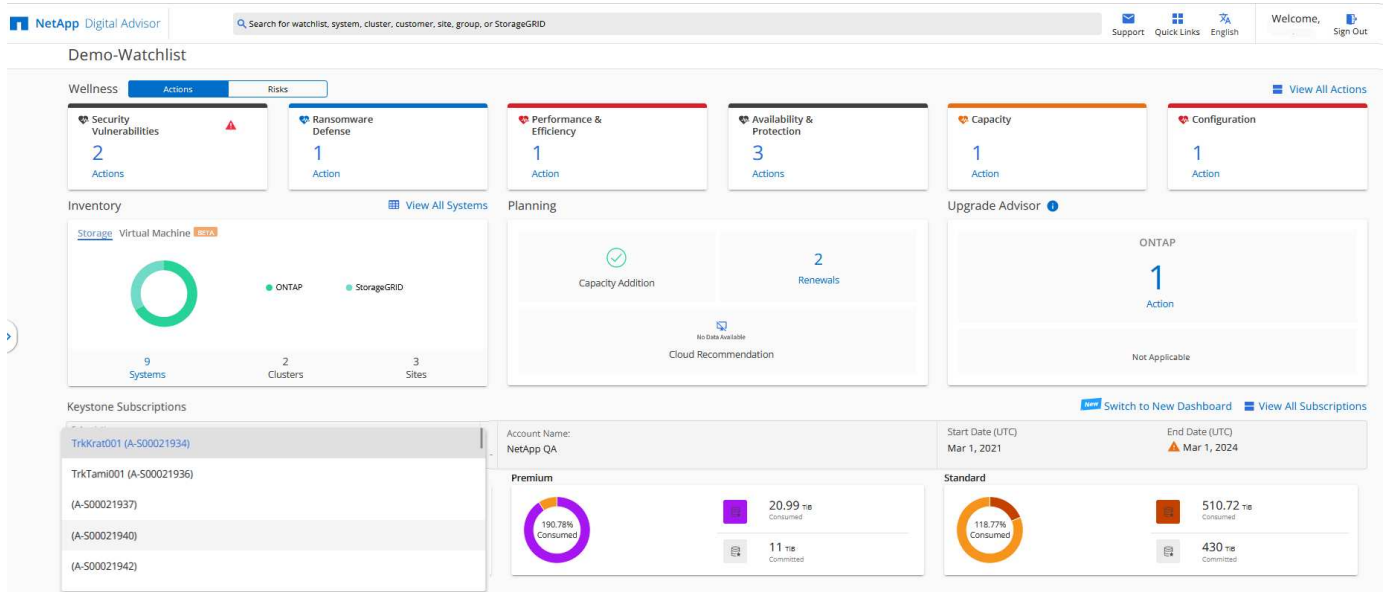 NetApp Digital Advisor
Search for watchlist, system, cluster, customer, site, group, or StorageGRID
Support
Quick Links
English
Welcome,
Sign Out
Demo-Watchlist
Wellness
Actions
Risks
View All Actions
Security
Vulnerabilities
2
Actions
Ransomware
Defense
1
Action
Performance &
Efficiency
1
Action
Availability &
Protection
3
Actions
Capacity
1
Action
Configuration
1
Action
Inventory
View All Systems
Storage Virtual Machine BETA
ONTAP
StorageGRID
9
Systems
2
Clusters
3
Sites
Planning
Capacity Addition
2
Renewals
No Data Available
Cloud Recommendation
Upgrade Advisor
ONTAP
1
Action
Not Applicable
Keystone Subscriptions
New Switch to New Dashboard
View All Subscriptions
TrkKrat001 (A-S00021934)
TrkTami001 (A-S00021936)
(A-S00021937)
(A-S00021940)
(A-S00021942)
Account Name:
NetApp QA
Start Date (UTC)
Mar 1, 2021
End Date (UTC)
Mar 1, 2024
Premium
190.78%
Consumed
20.99 TiB
Consumed
11 TiB
Committed
Standard
118.77%
Consumed
510.72 TiB
Consumed
430 TiB
Committed